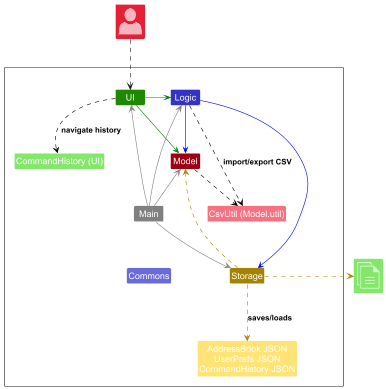 UI
Logic
navigate history
CommandHistory (UI)
Model
import/export CSV
Main
CsvUtil (Model.util)
Commons
Storage
saves/loads
AddressBook JSON
UserPrefs JSON
CommandHistory JSON